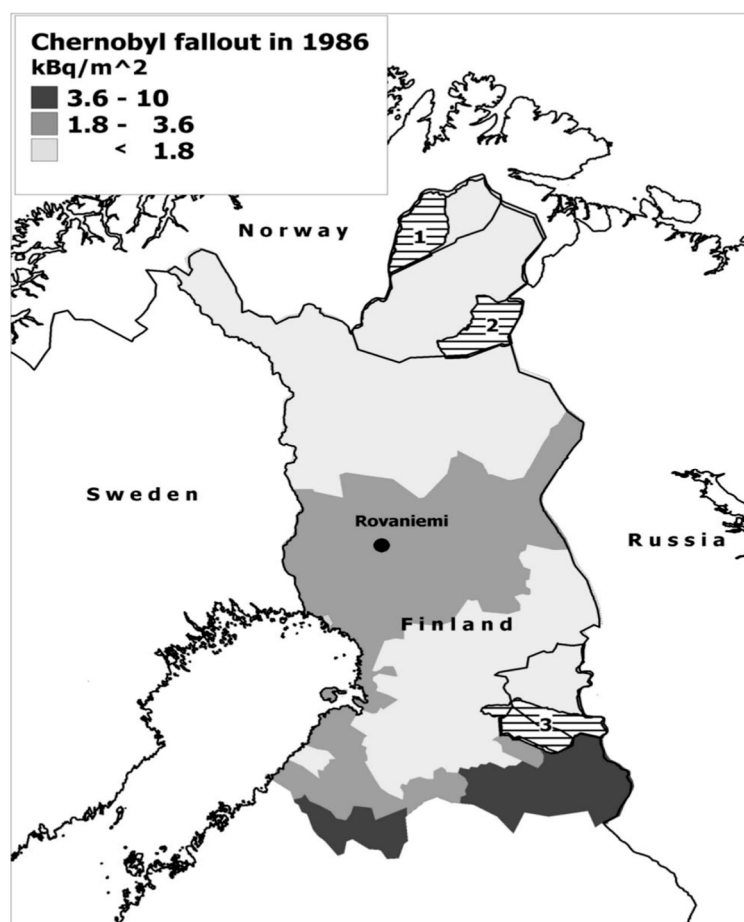 Chernobyl fallout in 1986
kBq/m^2
3.6 - 10
1.8 - 3.6
< 1.8
Norway
1
2
Sweden
Rovaniemi
Russia
Finland
3